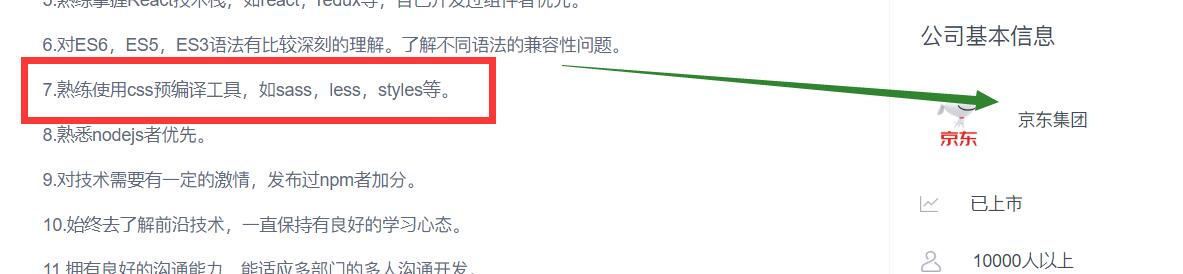 5.熟练掌握React技术栈，如react，redux等，自己开发过组件者优先。
6.对ES6，ES5，ES3语法有比较深刻的理解。了解不同语法的兼容性问题。
7.熟练使用css预编译工具，如sass，less，styles等。
8.熟悉nodejs者优先。
9.对技术需要有一定的激情，发布过npm者加分。
10.始终去了解前沿技术，一直保持有良好的学习心态。
11.拥有良好的沟通能力，能适应多部门的多人沟通开发。
公司基本信息
京东
京东集团
已上市
10000人以上